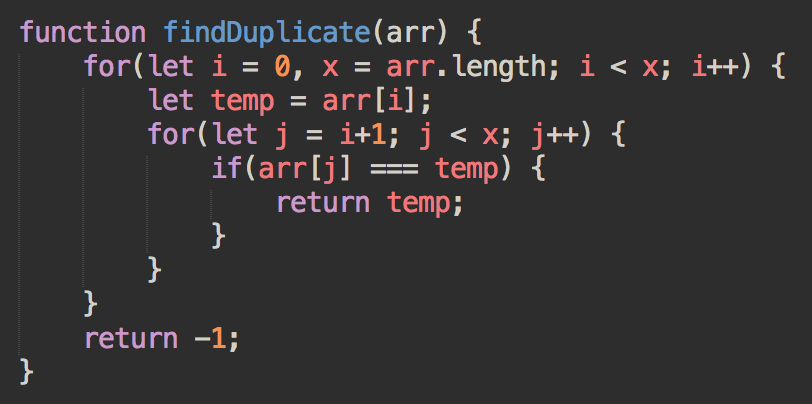 function findDuplicate(arr) {
    for(let i = 0, x = arr.length; i < x; i++) {
        let temp = arr[i];
        for(let j = i+1; j < x; j++) {
            if(arr[j] === temp) {
                return temp;
            }
        }
    }
    return -1;
}